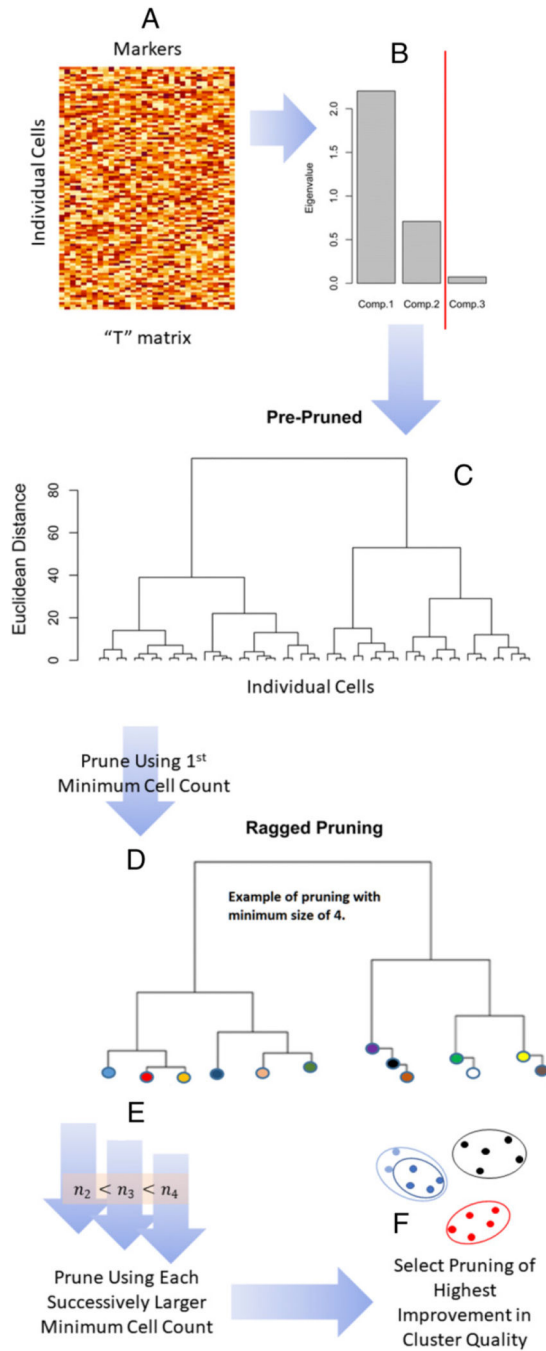 A
Markers
Individual Cells
“T” matrix
B
Eigenvalue
2.0
1.5
1.0
0.5
0.0
Comp.1 Comp.2 Comp.3
Pre-Pruned
C
Euclidean Distance
80
60
40
20
0
Individual Cells
Prune Using 1st
Minimum Cell Count
Ragged Pruning
D
Example of pruning with
minimum size of 4.
E
n2 < n3 < n4
Prune Using Each
Successively Larger
Minimum Cell Count
F
Select Pruning of
Highest
Improvement in
Cluster Quality